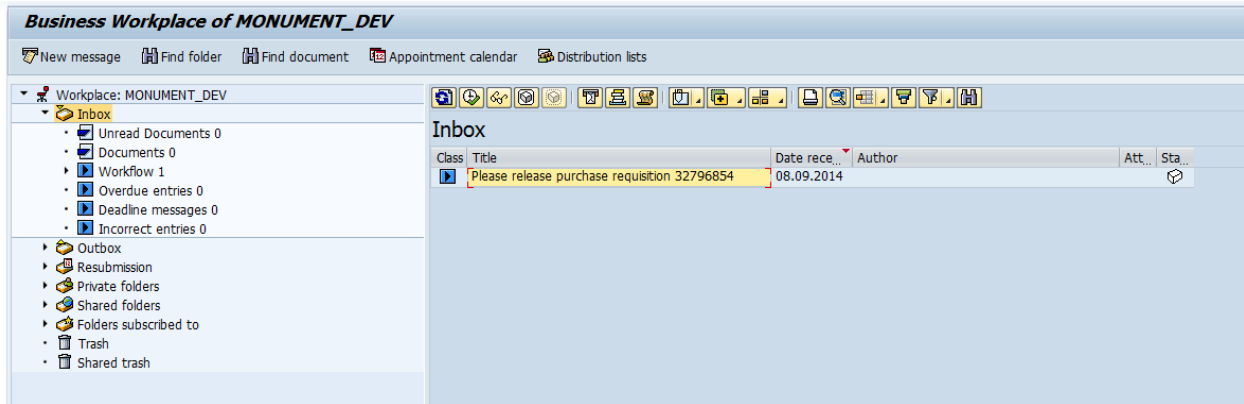 Business Workplace of MONUMENT_DEV
New message Find folder Find document Appointment calendar Distribution lists
Workplace: MONUMENT_DEV
Inbox
Unread Documents 0
Documents 0
Workflow 1
Overdue entries 0
Deadline messages 0
Incorrect entries 0
Outbox
Resubmission
Private folders
Shared folders
Folders subscribed to
Trash
Shared trash
Inbox
Class Title Date rece... Author Att... Sta...
Please release purchase requisition 32796854 08.09.2014